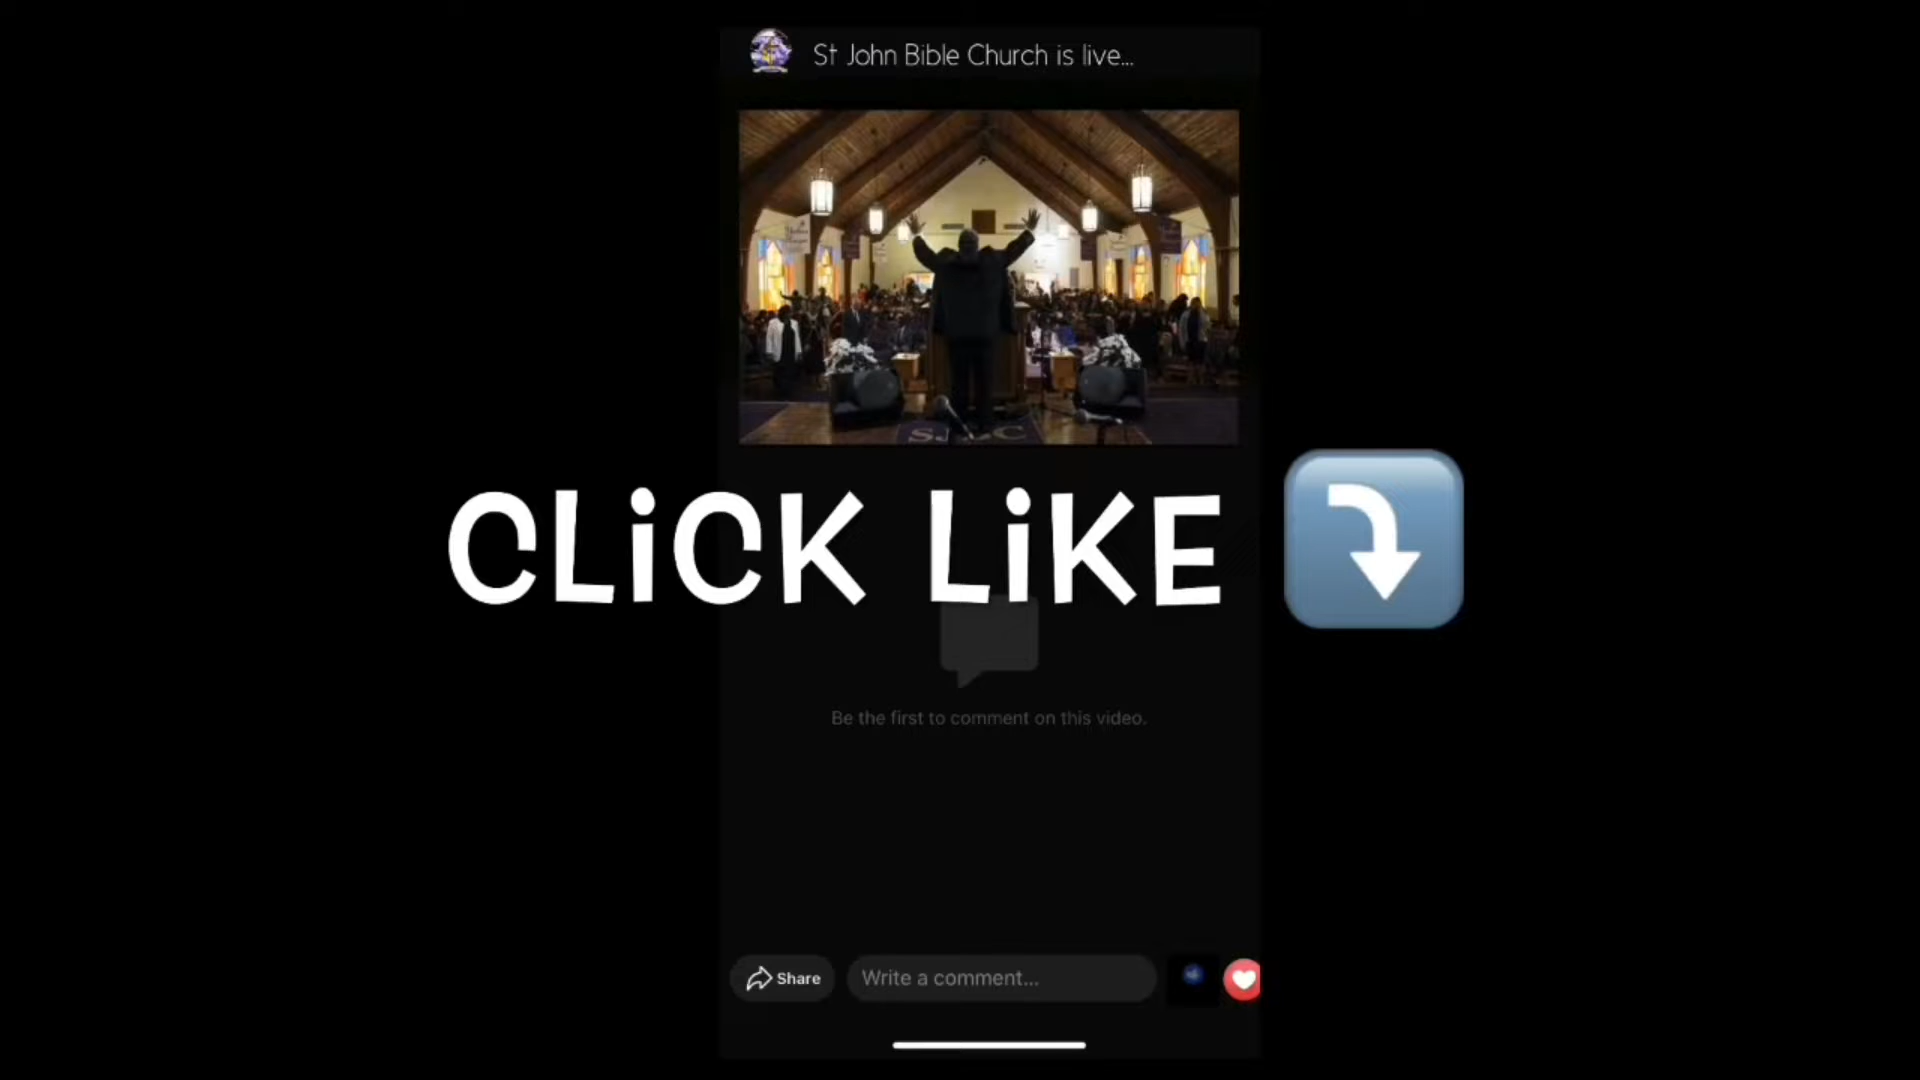 St John Bible Church is live...
SJBC
CLiCK LiKE
Be the first to comment on this video.
Share
Write a comment...